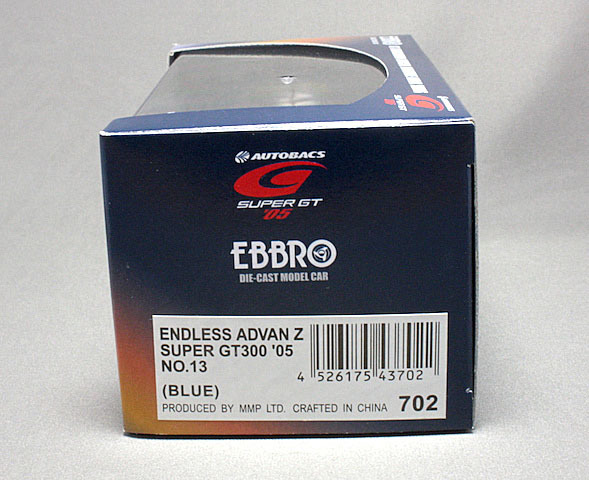 AUTOBACS
SUPER GT
'05
EBBRO
DIE-CAST MODEL CAR
ENDLESS ADVAN Z
SUPER GT300 '05
NO.13
(BLUE)
4 526175 43702
PRODUCED BY MMP LTD. CRAFTED IN CHINA 702